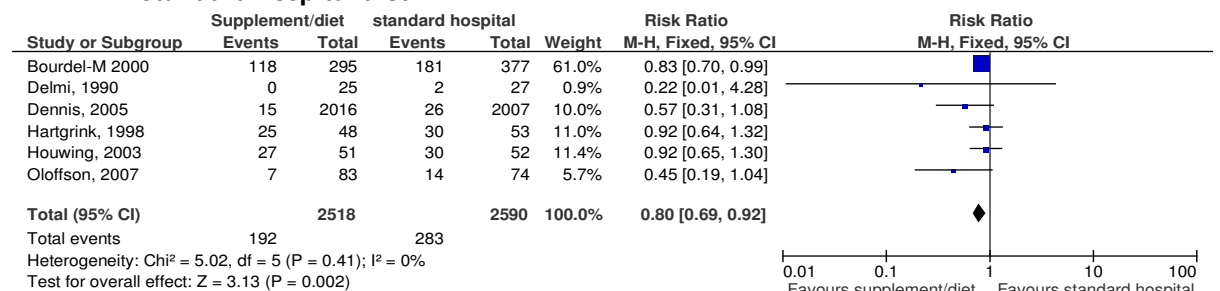 Supplement/diet standard hospital Risk Ratio Risk Ratio
Study or Subgroup Events Total Events Total Weight M-H, Fixed, 95% CI M-H, Fixed, 95% CI
Bourdel-M 2000 118 295 181 377 61.0% 0.83 [0.70, 0.99]
Delmi, 1990 0 25 2 27 0.9% 0.22 [0.01, 4.28]
Dennis, 2005 15 2016 26 2007 10.0% 0.57 [0.31, 1.08]
Hartgrink, 1998 25 48 30 53 11.0% 0.92 [0.64, 1.32]
Houwing, 2003 27 51 30 52 11.4% 0.92 [0.65, 1.30]
Oloffson, 2007 7 83 14 74 5.7% 0.45 [0.19, 1.04]
Total (95% CI) 2518 2590 100.0% 0.80 [0.69, 0.92]
Total events 192 283
Heterogeneity: Chi² = 5.02, df = 5 (P = 0.41); I² = 0%
Test for overall effect: Z = 3.13 (P = 0.002)
0.01 0.1 1 10 100
Favours supplement/diet Favours standard hospital